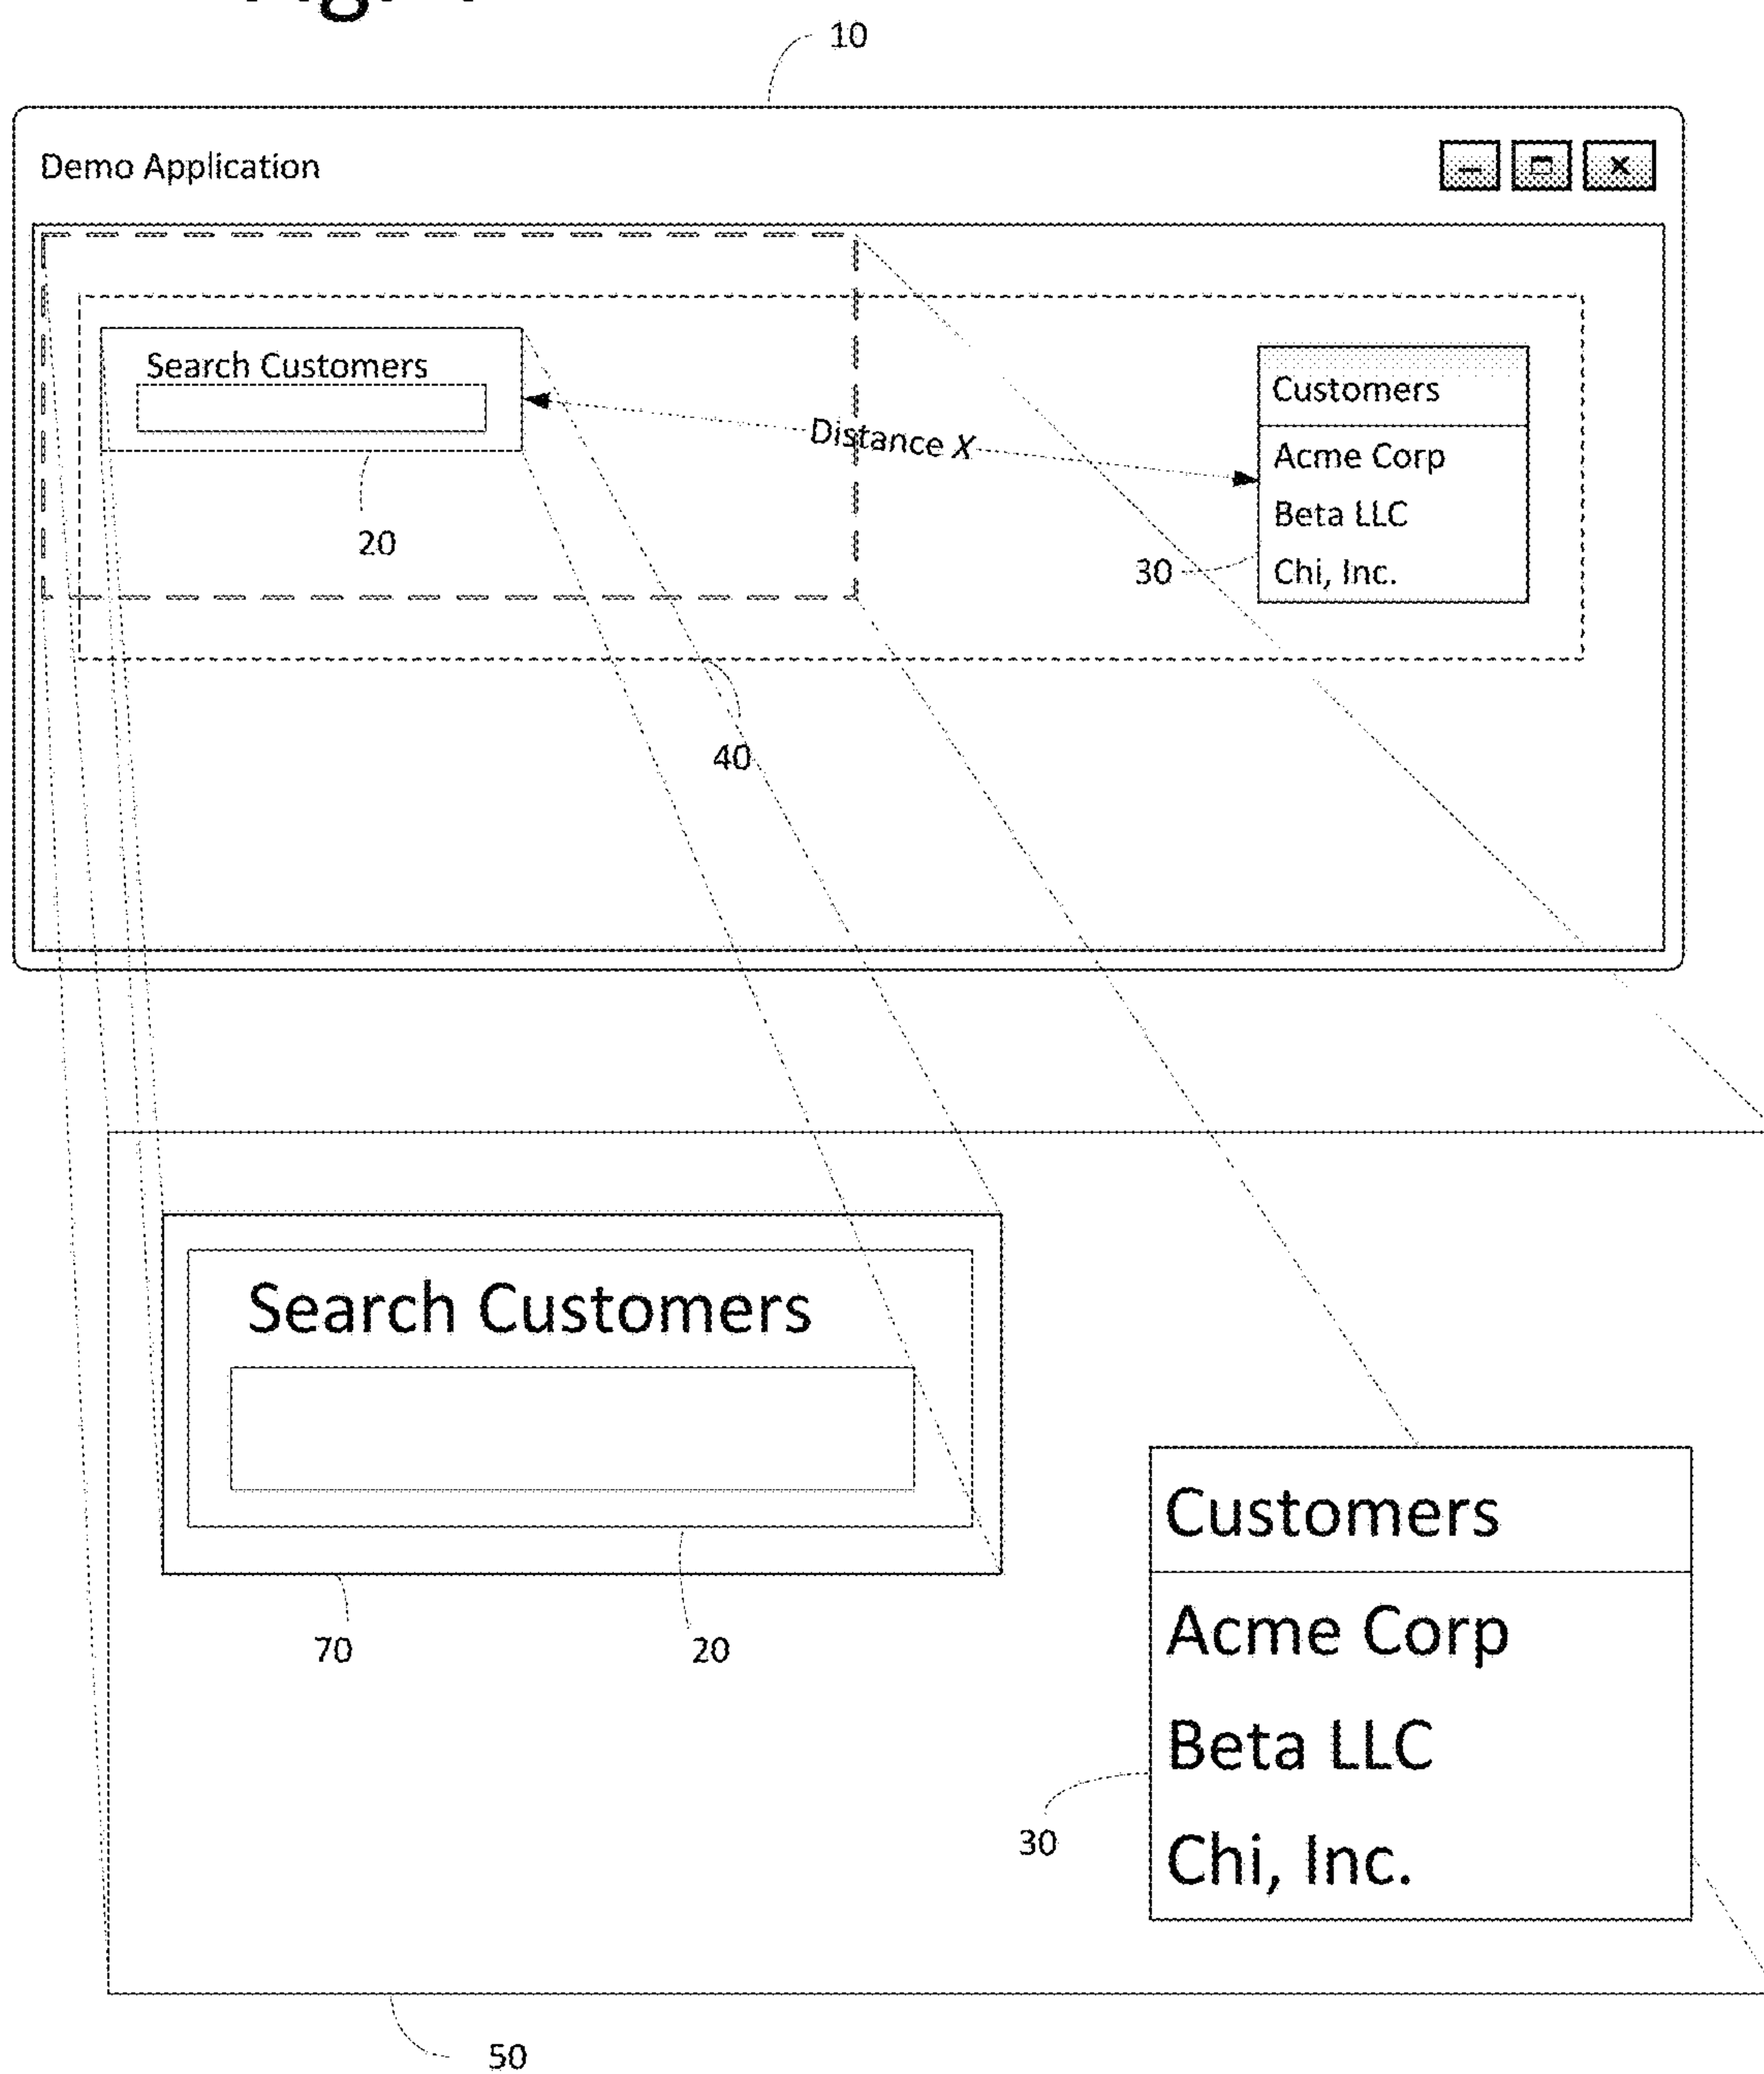 10
Demo Application
Search Customers
Distance X
Customers
Acme Corp
Beta LLC
Chi, Inc.
20
30
40
Search Customers
70
20
Customers
Acme Corp
Beta LLC
Chi, Inc.
30
50